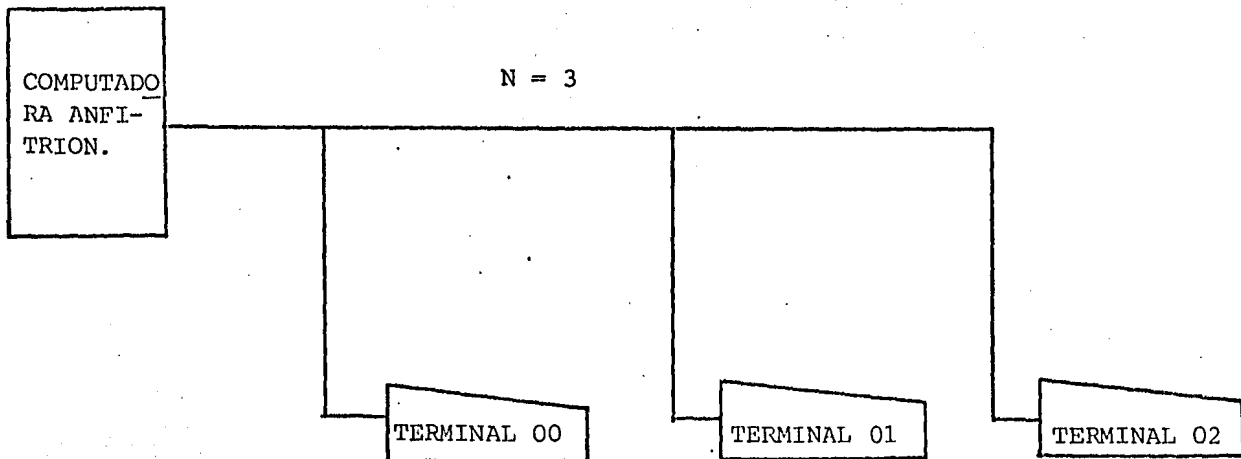 COMPUTADO
RA ANFI-
TRION.
N = 3
TERMINAL 00
TERMINAL 01
TERMINAL 02